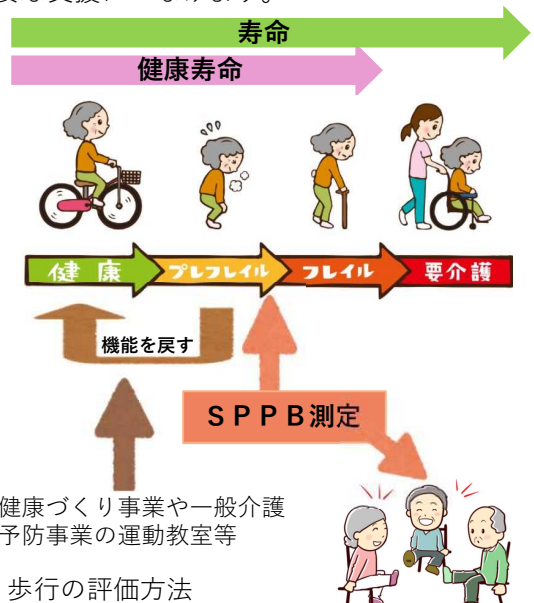 寿命
健康寿命
健康
プレフレイル
フレイル
要介護
機能を戻す
ＳＰＰＢ測定
健康づくり事業や一般介護
予防事業の運動教室等
歩行の評価方法